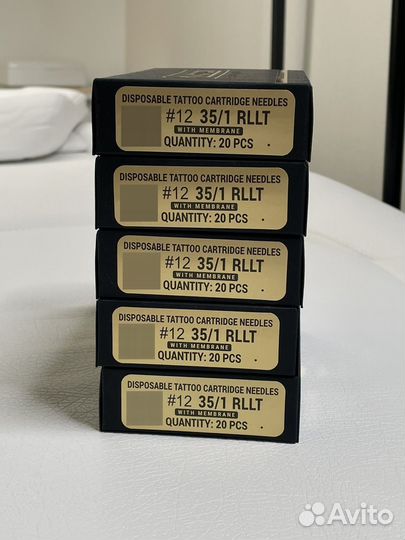 DISPOSABLE TATTOO CARTRIDGE NEEDLES
#12 35/1 RLLT
WITH MEMBRANE
QUANTITY: 20 PCS
DISPOSABLE TATTOO CARTRIDGE NEEDLES
#12 35/1 RLLT
WITH MEMBRANE
QUANTITY: 20 PCS
DISPOSABLE TATTOO CARTRIDGE NEEDLES
#12 35/1 RLLT
WITH MEMBRANE
QUANTITY: 20 PCS
DISPOSABLE TATTOO CARTRIDGE NEEDLES
#12 35/1 RLLT
WITH MEMBRANE
QUANTITY: 20 PCS
DISPOSABLE TATTOO CARTRIDGE NEEDLES
#12 35/1 RLLT
WITH MEMBRANE
QUANTITY: 20 PCS
Avito